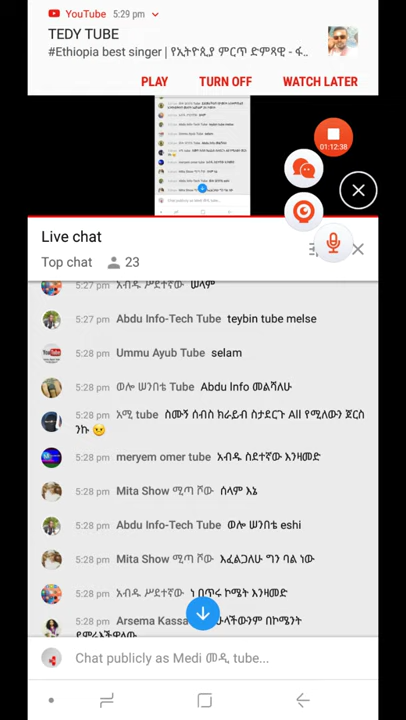 YouTube 5:29 pm
TEDY TUBE
#Ethiopia best singer | የኢትዮጲያ ምርጥ ድምጻዊ - ፋ..
PLAY TURN OFF WATCH LATER
01:12:38
Live chat
Top chat 23
5:27 pm አብዱ ሥደተኛው ሠላም
5:27 pm Abdu Info-Tech Tube teybin tube melse
5:28 pm Ummu Ayub Tube selam
5:28 pm ወሎ ሠንበቴ Tube Abdu Info መልሻለሁ
5:28 pm አሚ tube ስሙኝ ሰብስ ክራይብ ስታደርጉ All የሚለውን ጀርስ
ንኩ
5:28 pm meryem omer tube አብዱ ስደተኛው እንዛመድ
5:28 pm Mita Show ሚጣ ሾው ሰላም እኔ
5:28 pm Abdu Info-Tech Tube ወሎ ሠንበቴ eshi
5:28 pm Mita Show ሚጣ ሾው እፈልጋለሁ ግን ባል ነው
5:28 pm አብዱ ሥደተኛው ነ በጥሩ ኮሜት እንዛመድ
5:28 pm Arsema Kassa ሁላችውንም በኮሜንት
Chat publicly as Medi መዲ tube...